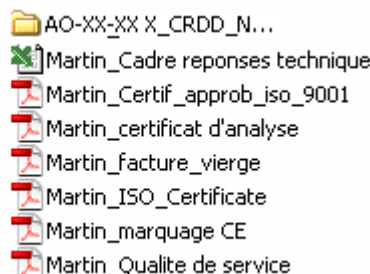 AO-XX-XX X_CRDD_N...
Martin_Cadre reponses technique
Martin_Certif_approb_iso_9001
Martin_certificat d'analyse
Martin_facture_vierge
Martin_ISO_Certificate
Martin_marquage CE
Martin_Qualite de service